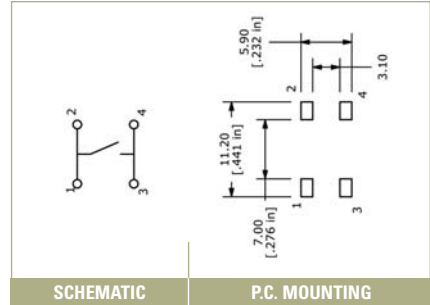 5.90
[.232 in]
3.10
2
4
2
4
11.20
[.441 in]
1
3
1
3
7.00
[.276 in]
SCHEMATIC
P.C. MOUNTING